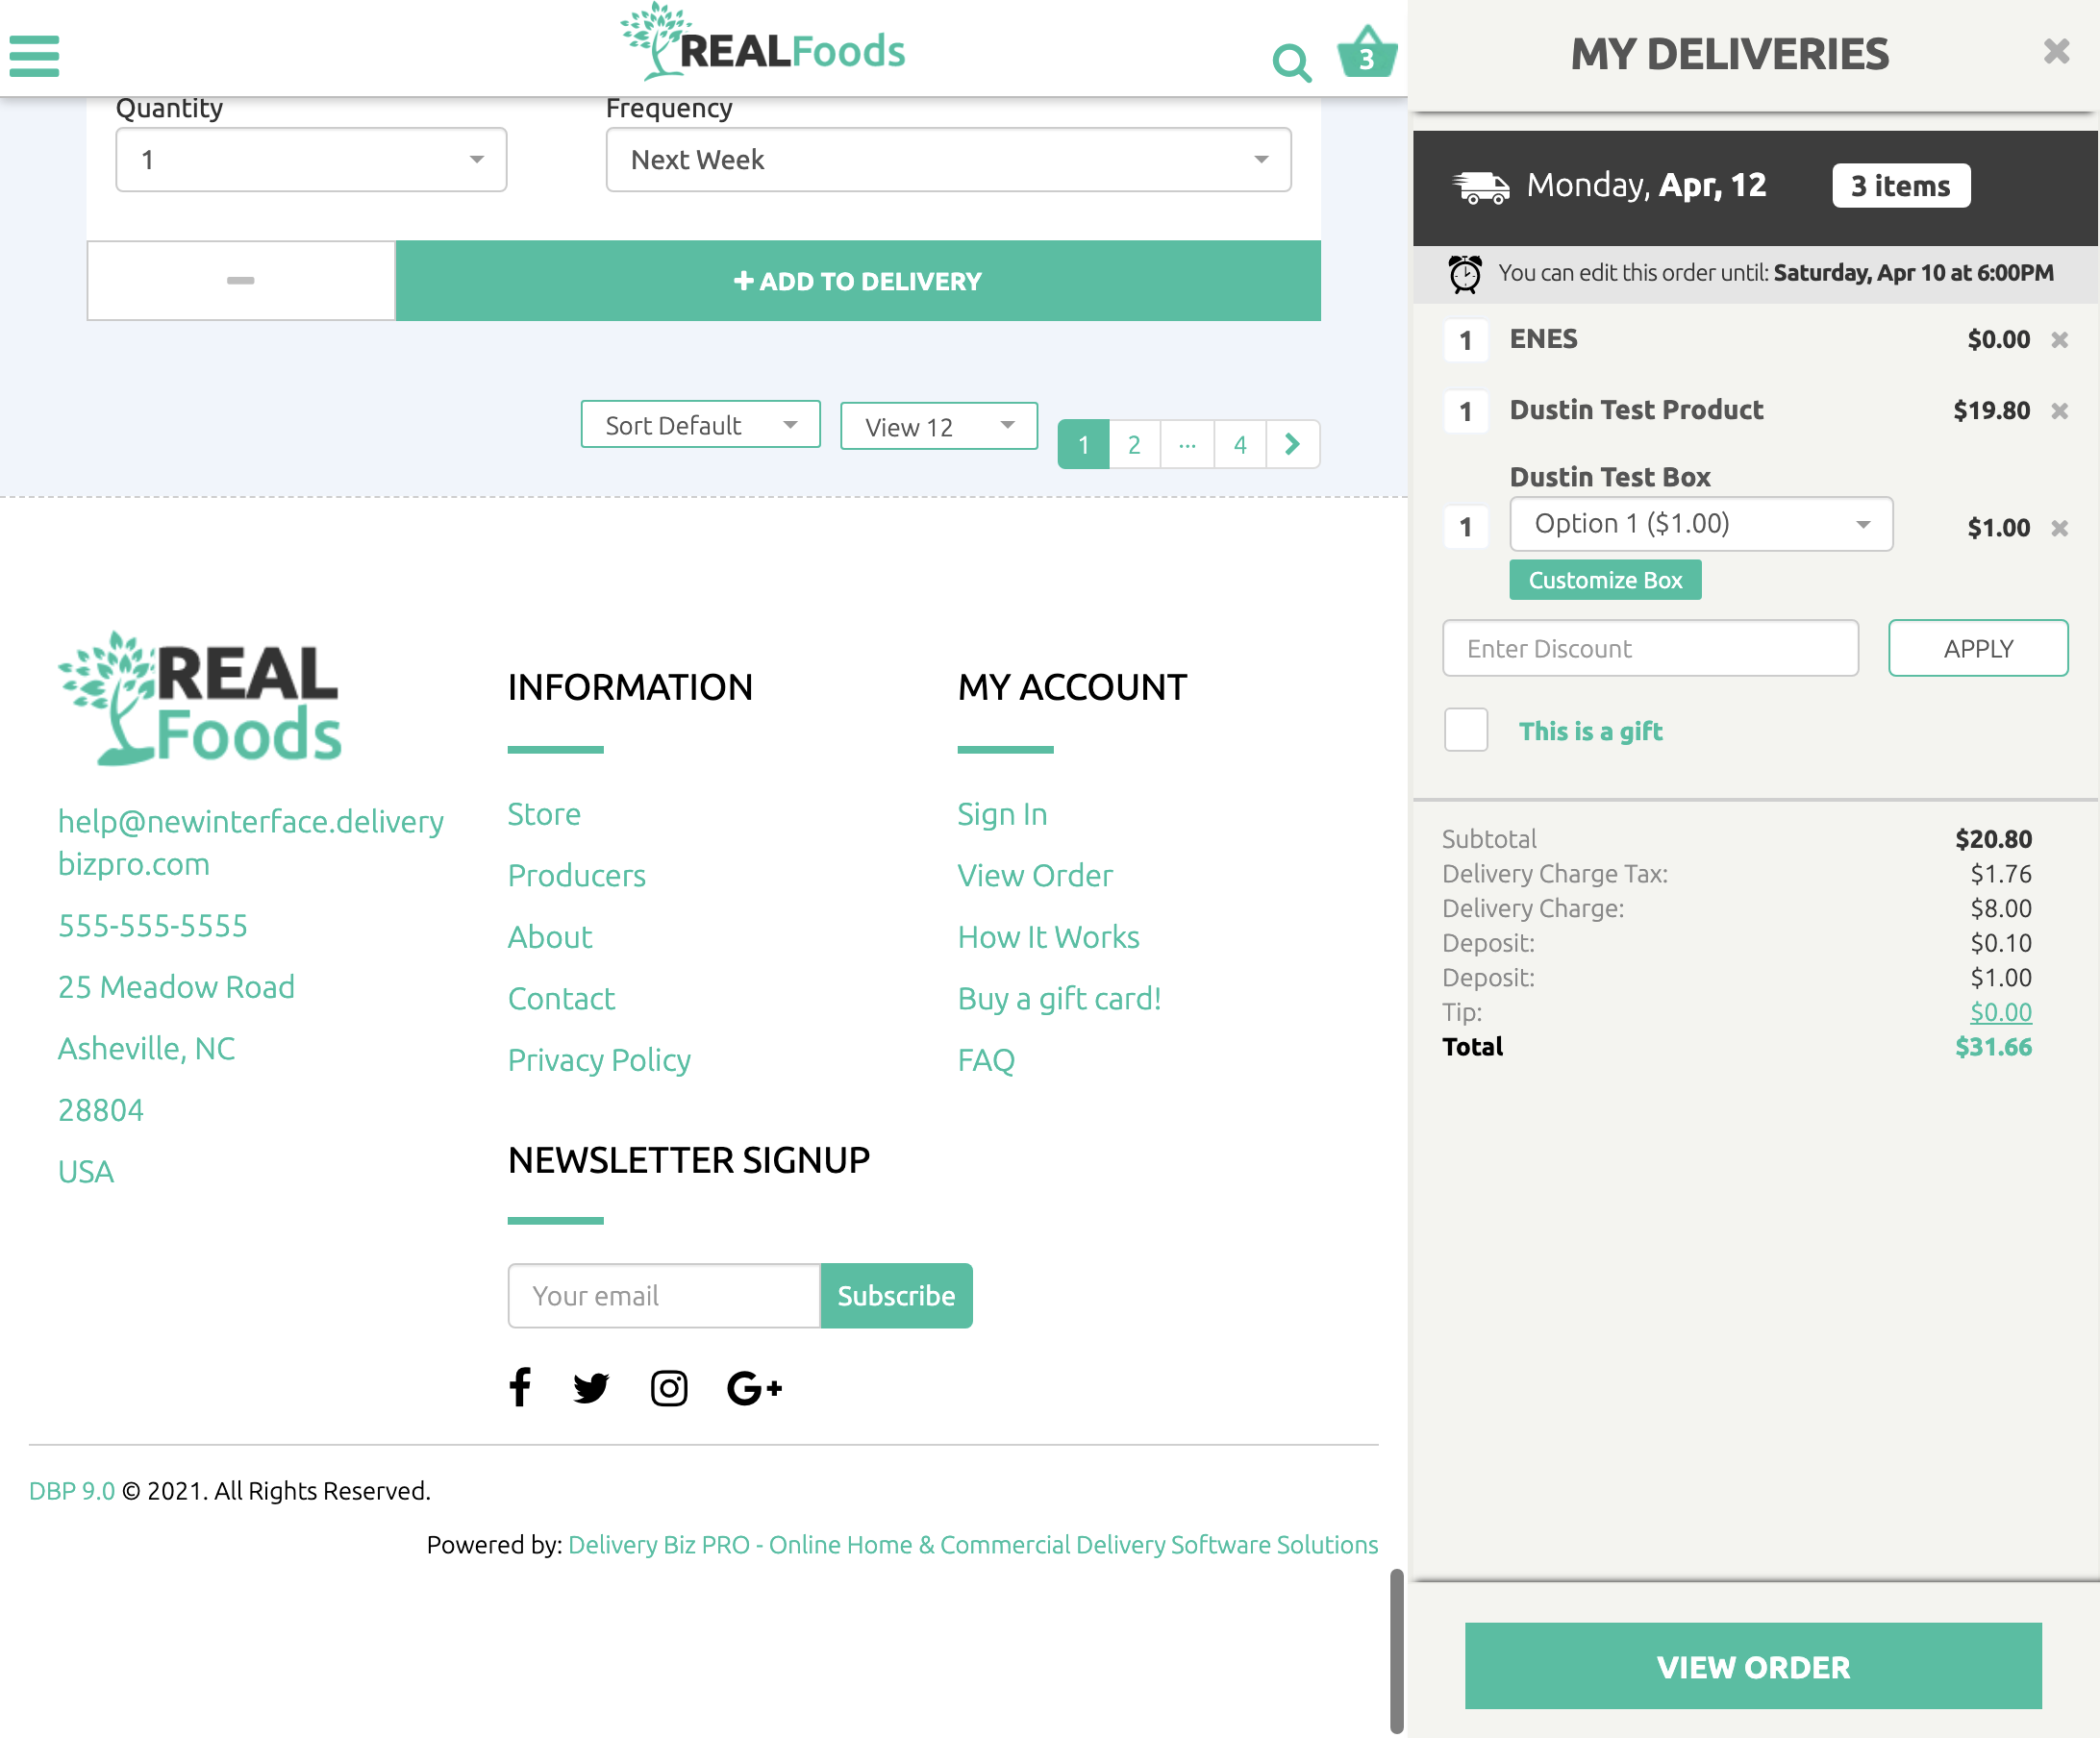 REALFoods
3
Quantity
Frequency
1
Next Week
ADD TO DELIVERY
Sort Default
View 12
1 2 ... 4
REAL
Foods
help@newinterface.delivery
bizpro.com
555-555-5555
25 Meadow Road
Asheville, NC
28804
USA
INFORMATION
Store
Producers
About
Contact
Privacy Policy
MY ACCOUNT
Sign In
View Order
How It Works
Buy a gift card!
FAQ
NEWSLETTER SIGNUP
Your email
Subscribe
DBP 9.0 © 2021. All Rights Reserved.
Powered by: Delivery Biz PRO - Online Home & Commercial Delivery Software Solutions
MY DELIVERIES
Monday, Apr, 12
3 items
You can edit this order until: Saturday, Apr 10 at 6:00PM
1 ENES $0.00
1 Dustin Test Product $19.80
Dustin Test Box
1 Option 1 ($1.00) $1.00
Customize Box
Enter Discount
APPLY
This is a gift
Subtotal $20.80
Delivery Charge Tax: $1.76
Delivery Charge: $8.00
Deposit: $0.10
Deposit: $1.00
Tip: $0.00
Total $31.66
VIEW ORDER